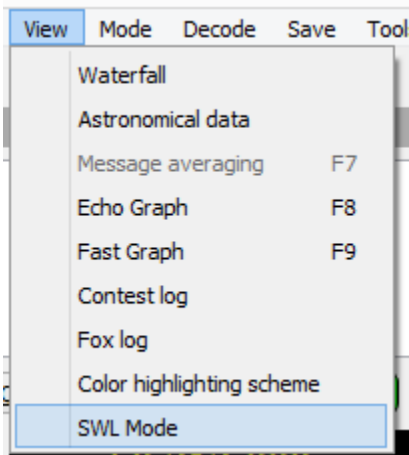 View Mode Decode Save
Waterfall
Astronomical data
Message averaging F7
Echo Graph F8
Fast Graph F9
Contest log
Fox log
Color highlighting scheme
SWL Mode